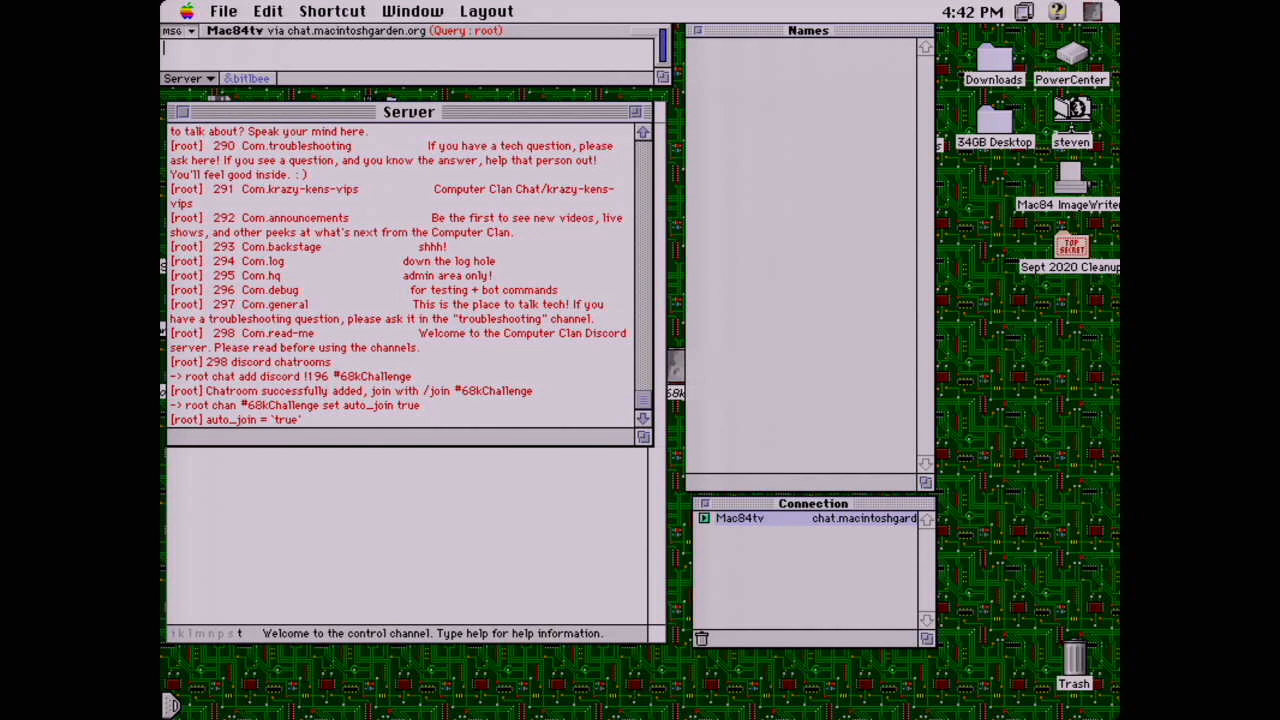 File Edit Shortcut Window Layout
4:42 PM
MSG Mac84tv via chat.macintoshgarden.org (Query : root)
Server &bitlbee
Server
to talk about? Speak your mind here.
[root] 290 Com.troubleshooting If you have a tech question, please
ask here! If you see a question, and you know the answer, help that person out!
You'll feel good inside. : )
[root] 291 Com.krazy-kens-vips Computer Clan Chat/krazy-kens-
vips
[root] 292 Com.announcements Be the first to see new videos, live
shows, and other peeks at what's next from the Computer Clan.
[root] 293 Com.backstage shhh!
[root] 294 Com.log down the log hole
[root] 295 Com.hq admin area only!
[root] 296 Com.debug for testing + bot commands
[root] 297 Com.general This is the place to talk tech! If you
have a troubleshooting question, please ask it in the "troubleshooting" channel.
[root] 298 Com.read-me Welcome to the Computer Clan Discord
server. Please read before using the channels.
[root] 298 discord chatrooms
-> root chat add discord !196 #68kChallenge
[root] Chatroom successfully added, join with /join #68kChallenge
-> root chan #68kChallenge set auto_join true
[root] auto_join = `true'
i k l m n p s t Welcome to the control channel. Type help for help information.
Names
Connection
Mac84tv chat.macintoshgard
Downloads
PowerCenter
34GB Desktop
steven
Mac84 ImageWriter
TOP
SECRET
Sept 2020 Cleanup
68k
Trash